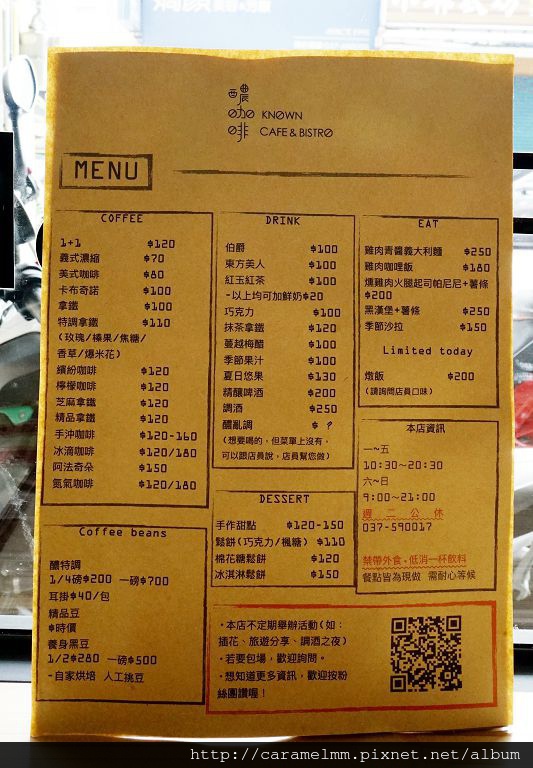 醲
咖 KNOWN
啡 CAFE & BISTRO
MENU
COFFEE
1+1 $120
義式濃縮 $70
美式咖啡 $80
卡布奇諾 $100
拿鐵 $100
特調拿鐵 $110
(玫瑰/榛果/焦糖/
香草/爆米花)
繽紛咖啡 $120
檸檬咖啡 $120
芝麻拿鐵 $120
精品拿鐵 $120
手沖咖啡 $120-160
冰滴咖啡 $120/180
阿法奇朵 $150
氮氣咖啡 $120/180
Coffee beans
醲特調
1/4磅$200 一磅$700
耳掛$40/包
精品豆
$時價
養身黑豆
1/2$280 一磅$500
-自家烘焙 人工挑豆
DRINK
伯爵 $100
東方美人 $100
紅玉紅茶 $100
-以上均可加鮮奶$20
巧克力 $100
抹茶拿鐵 $120
蔓越梅醋 $100
季節果汁 $100
夏日悠果 $130
精釀啤酒 $200
調酒 $250
醲亂調 $ ?
(想要喝的,但菜單上沒有,
可以跟店員說,店員幫您做)
DESSERT
手作甜點 $120-150
鬆餅(巧克力/楓糖) $110
棉花糖鬆餅 $120
冰淇淋鬆餅 $150
EAT
雞肉青醬義大利麵 $250
雞肉咖哩飯 $180
燻雞肉火腿起司帕尼尼+薯條
$200
黑漢堡+薯條 $250
季節沙拉 $150
Limited today
燉飯 $200
(請詢問店員口味)
本店資訊
一~五
10:30~20:30
六~日
9:00~21:00
週 二 公 休
037-590017
禁帶外食,低消一杯飲料
餐點皆為現做 需耐心等候
·本店不定期舉辦活動(如:
插花、旅遊分享、調酒之夜)
·若要包場,歡迎詢問。
·想知道更多資訊,歡迎按粉
絲團讚喔!
http://caramelmm.pixnet.net/album